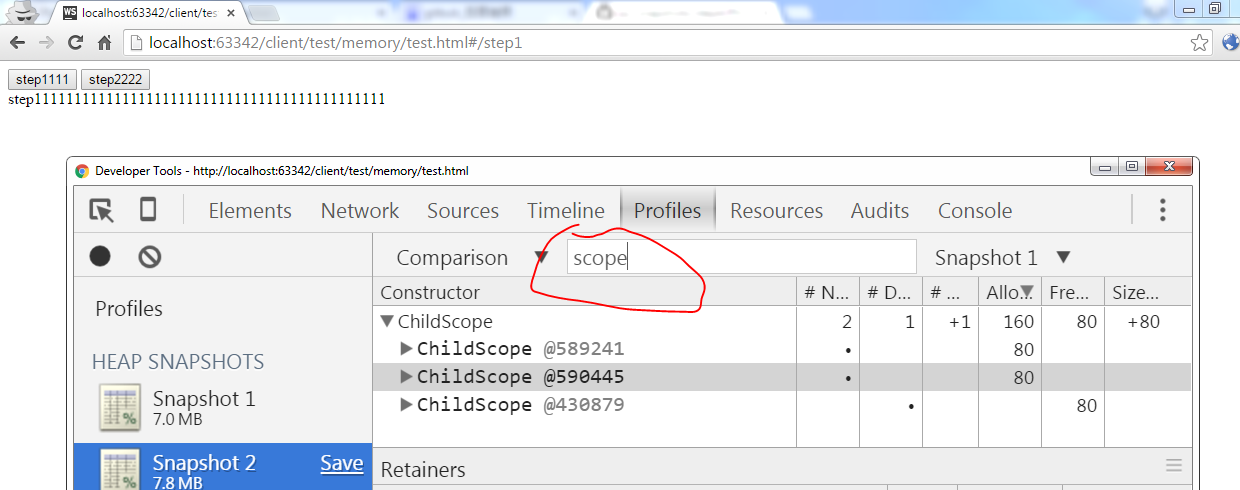 WS localhost:63342/client/tes
localhost:63342/client/test/memory/test.html#/step1
step1111 step2222
step1111111111111111111111111111111111111111111
Developer Tools - http://localhost:63342/client/test/memory/test.html
Elements Network Sources Timeline Profiles Resources Audits Console
Comparison scope Snapshot 1
Profiles
Constructor # N... # D... # ... Allo... Fre... Size...
ChildScope 2 1 +1 160 80 +80
ChildScope @589241 • 80
ChildScope @590445 • 80
ChildScope @430879 • 80
HEAP SNAPSHOTS
Snapshot 1
7.0 MB
Snapshot 2 Save
7.8 MB
Retainers